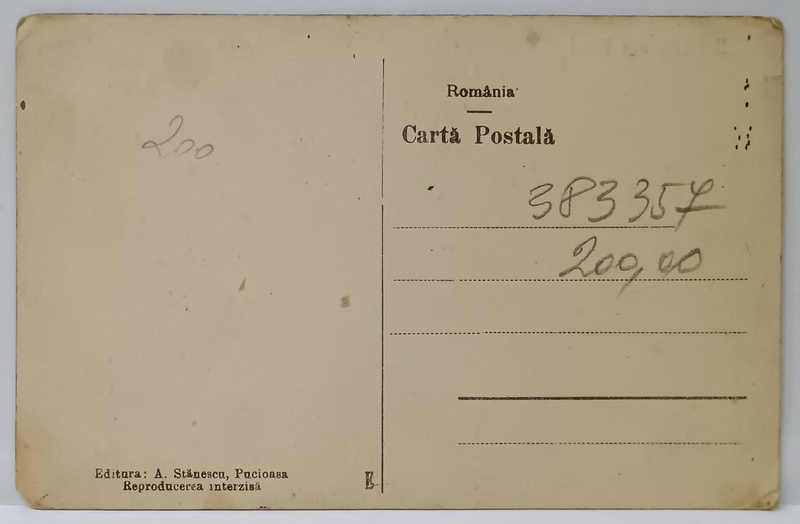 200
România
Cartă Postală
383357
200,00
Editura: A. Stănescu, Pucioasa
Reproducerea interzisă